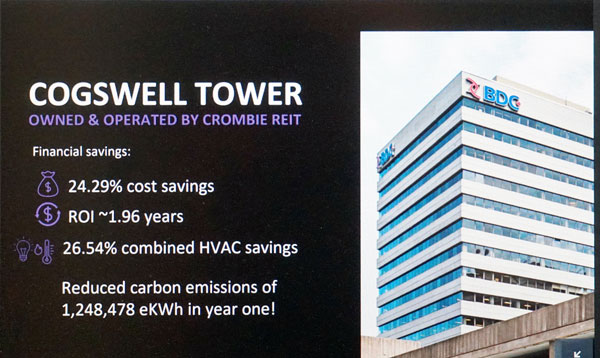 COGSWELL TOWER
OWNED & OPERATED BY CROMBIE REIT
Financial savings:
24.29% cost savings
ROI ~1.96 years
26.54% combined HVAC savings
Reduced carbon emissions of
1,248,478 eKWh in year one!
BDC
BDC